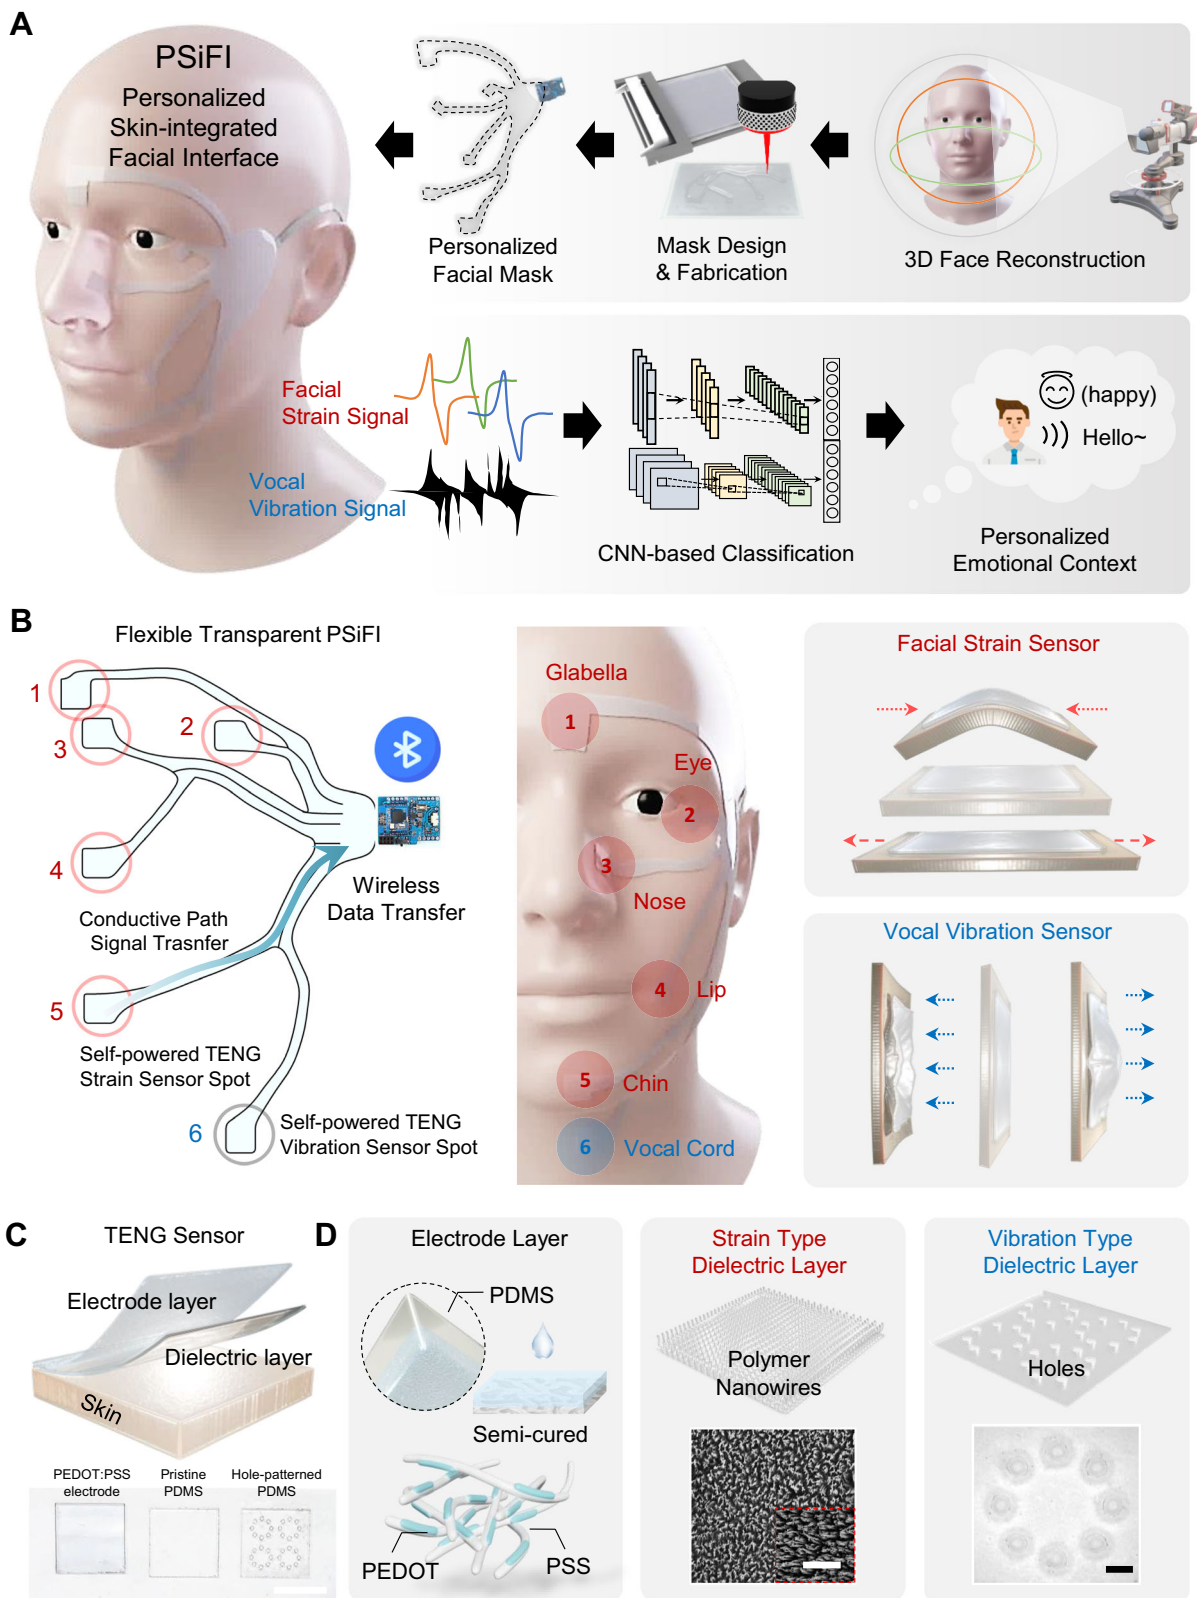 A
PSiFI
Personalized
Skin-integrated
Facial Interface
Personalized
Facial Mask
Mask Design
& Fabrication
3D Face Reconstruction
Facial
Strain Signal
Vocal
Vibration Signal
CNN-based Classification
(happy)
Hello~
Personalized
Emotional Context
B
Flexible Transparent PSiFI
1
2
3
4
5
6
Conductive Path
Signal Trasnfer
Wireless
Data Transfer
Self-powered TENG
Strain Sensor Spot
Self-powered TENG
Vibration Sensor Spot
Glabella
1
Eye
2
3
Nose
4
Lip
5
Chin
6
Vocal Cord
Facial Strain Sensor
Vocal Vibration Sensor
C
TENG Sensor
Electrode layer
Dielectric layer
Skin
PEDOT:PSS
electrode
Pristine
PDMS
Hole-patterned
PDMS
D
Electrode Layer
PDMS
Semi-cured
PEDOT
PSS
Strain Type
Dielectric Layer
Polymer
Nanowires
Vibration Type
Dielectric Layer
Holes